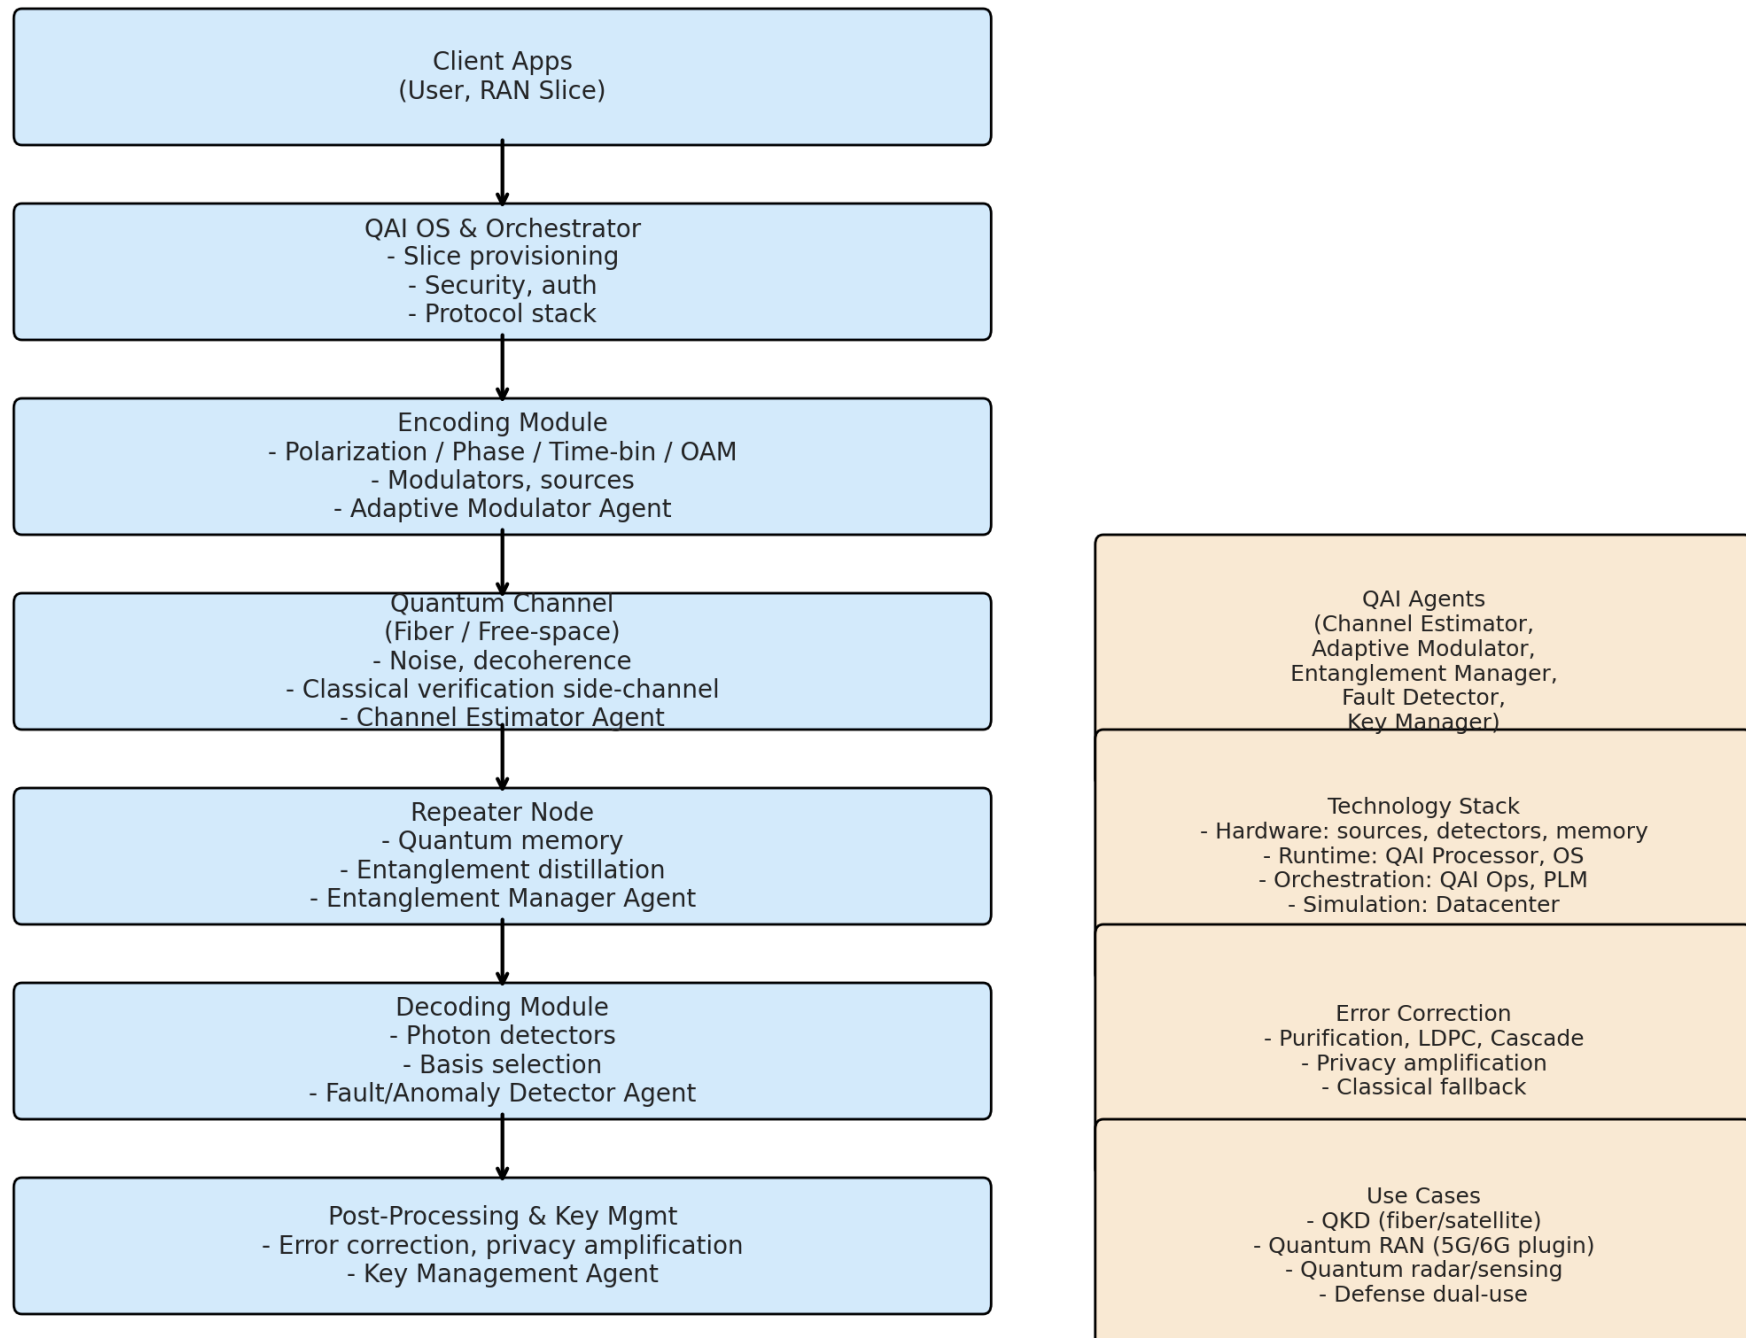 Client Apps
(User, RAN Slice)
QAI OS & Orchestrator
- Slice provisioning
- Security, auth
- Protocol stack
Encoding Module
- Polarization / Phase / Time-bin / OAM
- Modulators, sources
- Adaptive Modulator Agent
Quantum Channel
(Fiber / Free-space)
- Noise, decoherence
- Classical verification side-channel
- Channel Estimator Agent
Repeater Node
- Quantum memory
- Entanglement distillation
- Entanglement Manager Agent
Decoding Module
- Photon detectors
- Basis selection
- Fault/Anomaly Detector Agent
Post-Processing & Key Mgmt
- Error correction, privacy amplification
- Key Management Agent
QAI Agents
(Channel Estimator,
Adaptive Modulator,
Entanglement Manager,
Fault Detector,
Key Manager)
Technology Stack
- Hardware: sources, detectors, memory
- Runtime: QAI Processor, OS
- Orchestration: QAI Ops, PLM
- Simulation: Datacenter
Error Correction
- Purification, LDPC, Cascade
- Privacy amplification
- Classical fallback
Use Cases
- QKD (fiber/satellite)
- Quantum RAN (5G/6G plugin)
- Quantum radar/sensing
- Defense dual-use